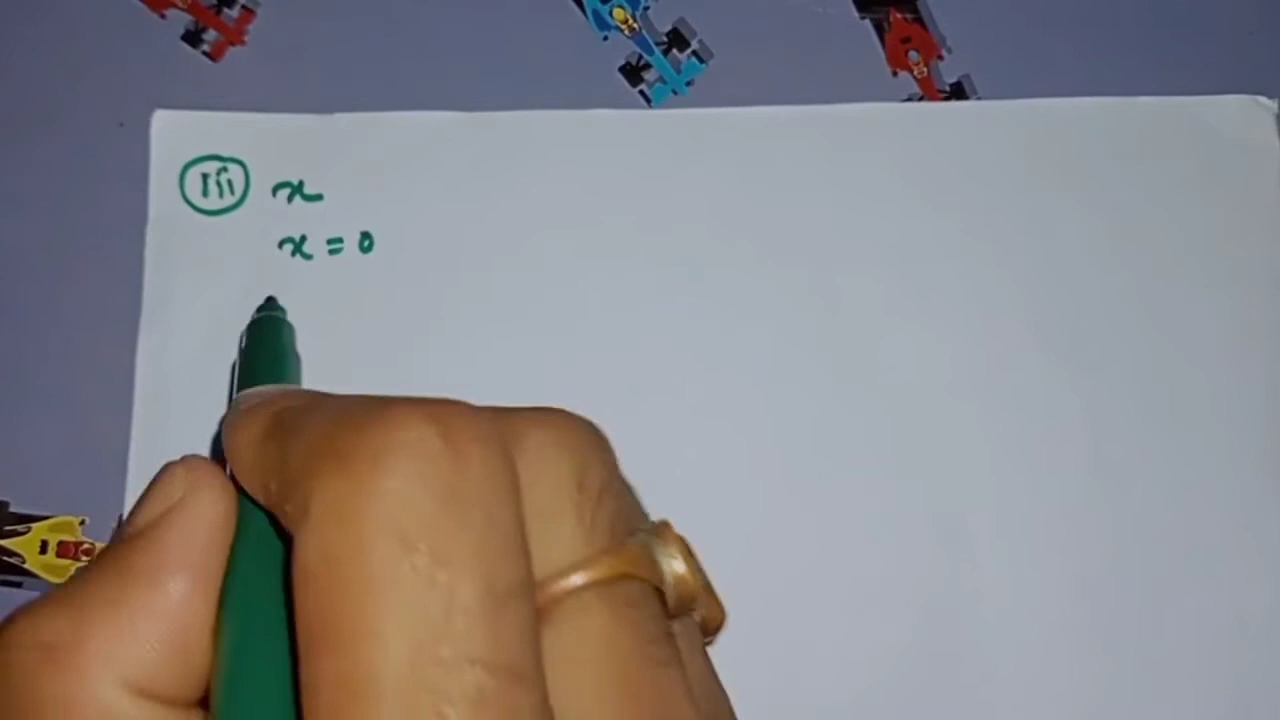 (iii) x
x = 0